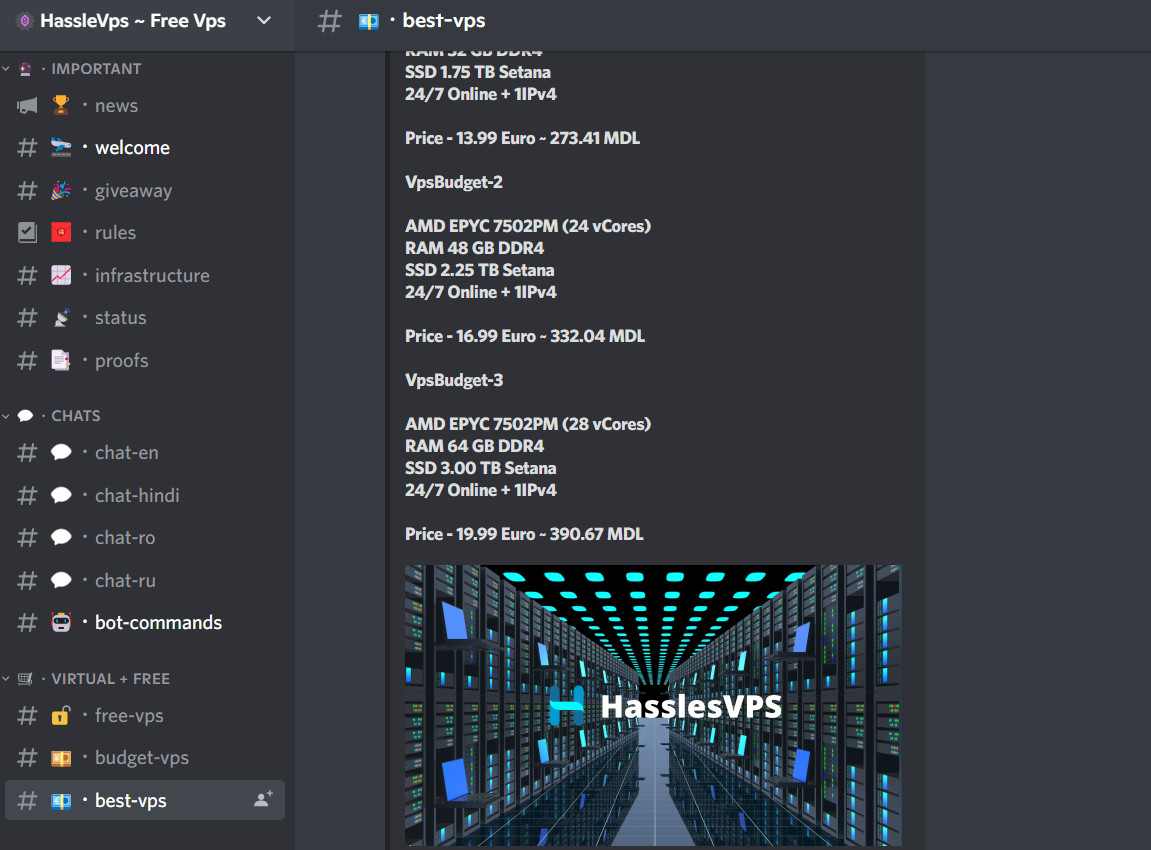 HassleVps ~ Free Vps
· IMPORTANT
· news
· welcome
· giveaway
· rules
· infrastructure
· status
· proofs
· CHATS
· chat-en
· chat-hindi
· chat-ro
· chat-ru
· bot-commands
· VIRTUAL + FREE
· free-vps
· budget-vps
· best-vps
· best-vps
RAM 32 GB DDR4
SSD 1.75 TB Setana
24/7 Online + 1IPv4
Price - 13.99 Euro ~ 273.41 MDL
VpsBudget-2
AMD EPYC 7502PM (24 vCores)
RAM 48 GB DDR4
SSD 2.25 TB Setana
24/7 Online + 1IPv4
Price - 16.99 Euro ~ 332.04 MDL
VpsBudget-3
AMD EPYC 7502PM (28 vCores)
RAM 64 GB DDR4
SSD 3.00 TB Setana
24/7 Online + 1IPv4
Price - 19.99 Euro ~ 390.67 MDL
HasslesVPS